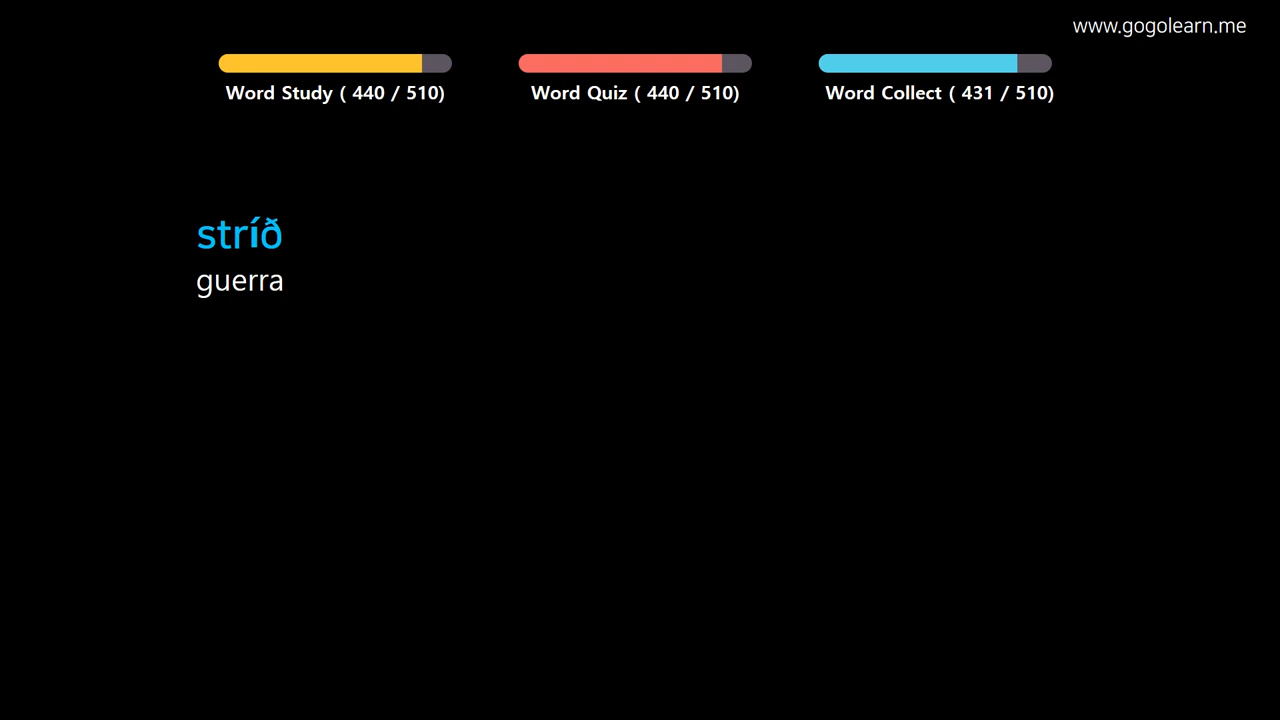 www.gogolearn.me
Word Study ( 440 / 510)
Word Quiz ( 440 / 510)
Word Collect ( 431 / 510)
stríð
guerra